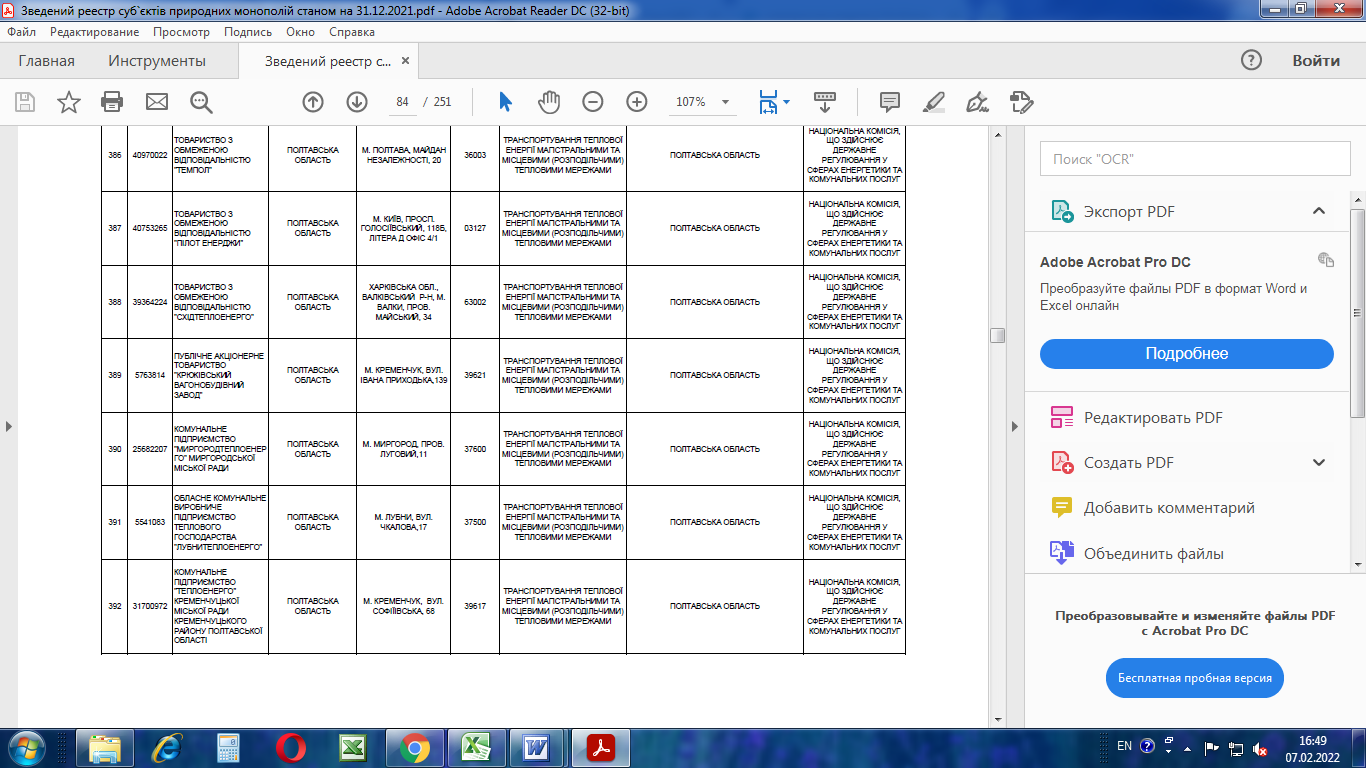 Зведений реєстр суб`єктів природних монополій станом на 31.12.2021.pdf - Adobe Acrobat Reader DC (32-bit)
Файл Редактирование Просмотр Подпись Окно Справка
Главная Инструменты Зведений реєстр с... × Войти
84 / 251 107%
386 40970022 ТОВАРИСТВО З ОБМЕЖЕНОЮ ВІДПОВІДАЛЬНІСТЮ "ТЕМПОЛ" ПОЛТАВСЬКА ОБЛАСТЬ М. ПОЛТАВА, МАЙДАН НЕЗАЛЕЖНОСТІ, 20 36003 ТРАНСПОРТУВАННЯ ТЕПЛОВОЇ ЕНЕРГІЇ МАГІСТРАЛЬНИМИ ТА МІСЦЕВИМИ (РОЗПОДІЛЬЧИМИ) ТЕПЛОВИМИ МЕРЕЖАМИ ПОЛТАВСЬКА ОБЛАСТЬ НАЦІОНАЛЬНА КОМІСІЯ, ЩО ЗДІЙСНЮЄ ДЕРЖАВНЕ РЕГУЛЮВАННЯ У СФЕРАХ ЕНЕРГЕТИКИ ТА КОМУНАЛЬНИХ ПОСЛУГ
387 40753265 ТОВАРИСТВО З ОБМЕЖЕНОЮ ВІДПОВІДАЛЬНІСТЮ "ПІЛОТ ЕНЕРДЖИ" ПОЛТАВСЬКА ОБЛАСТЬ М. КИЇВ, ПРОСП. ГОЛОСІЇВСЬКИЙ, 118Б, ЛІТЕРА Д ОФІС 4/1 03127 ТРАНСПОРТУВАННЯ ТЕПЛОВОЇ ЕНЕРГІЇ МАГІСТРАЛЬНИМИ ТА МІСЦЕВИМИ (РОЗПОДІЛЬЧИМИ) ТЕПЛОВИМИ МЕРЕЖАМИ ПОЛТАВСЬКА ОБЛАСТЬ НАЦІОНАЛЬНА КОМІСІЯ, ЩО ЗДІЙСНЮЄ ДЕРЖАВНЕ РЕГУЛЮВАННЯ У СФЕРАХ ЕНЕРГЕТИКИ ТА КОМУНАЛЬНИХ ПОСЛУГ
388 39364224 ТОВАРИСТВО З ОБМЕЖЕНОЮ ВІДПОВІДАЛЬНІСТЮ "СХІДТЕПЛОЕНЕРГО" ПОЛТАВСЬКА ОБЛАСТЬ ХАРКІВСЬКА ОБЛ., ВАЛКІВСЬКИЙ Р-Н, М. ВАЛКИ, ПРОВ. МАЙСЬКИЙ, 34 63002 ТРАНСПОРТУВАННЯ ТЕПЛОВОЇ ЕНЕРГІЇ МАГІСТРАЛЬНИМИ ТА МІСЦЕВИМИ (РОЗПОДІЛЬЧИМИ) ТЕПЛОВИМИ МЕРЕЖАМИ ПОЛТАВСЬКА ОБЛАСТЬ НАЦІОНАЛЬНА КОМІСІЯ, ЩО ЗДІЙСНЮЄ ДЕРЖАВНЕ РЕГУЛЮВАННЯ У СФЕРАХ ЕНЕРГЕТИКИ ТА КОМУНАЛЬНИХ ПОСЛУГ
389 5763814 ПУБЛІЧНЕ АКЦІОНЕРНЕ ТОВАРИСТВО "КРЮКІВСЬКИЙ ВАГОНОБУДІВНИЙ ЗАВОД" ПОЛТАВСЬКА ОБЛАСТЬ М. КРЕМЕНЧУК, ВУЛ. ІВАНА ПРИХОДЬКА,139 39621 ТРАНСПОРТУВАННЯ ТЕПЛОВОЇ ЕНЕРГІЇ МАГІСТРАЛЬНИМИ ТА МІСЦЕВИМИ (РОЗПОДІЛЬЧИМИ) ТЕПЛОВИМИ МЕРЕЖАМИ ПОЛТАВСЬКА ОБЛАСТЬ НАЦІОНАЛЬНА КОМІСІЯ, ЩО ЗДІЙСНЮЄ ДЕРЖАВНЕ РЕГУЛЮВАННЯ У СФЕРАХ ЕНЕРГЕТИКИ ТА КОМУНАЛЬНИХ ПОСЛУГ
390 25682207 КОМУНАЛЬНЕ ПІДПРИЄМСТВО "МИРГОРОДТЕПЛОЕНЕРГО" МИРГОРОДСЬКОЇ МІСЬКОЇ РАДИ ПОЛТАВСЬКА ОБЛАСТЬ М. МИРГОРОД, ПРОВ. ЛУГОВИЙ,11 37600 ТРАНСПОРТУВАННЯ ТЕПЛОВОЇ ЕНЕРГІЇ МАГІСТРАЛЬНИМИ ТА МІСЦЕВИМИ (РОЗПОДІЛЬЧИМИ) ТЕПЛОВИМИ МЕРЕЖАМИ ПОЛТАВСЬКА ОБЛАСТЬ НАЦІОНАЛЬНА КОМІСІЯ, ЩО ЗДІЙСНЮЄ ДЕРЖАВНЕ РЕГУЛЮВАННЯ У СФЕРАХ ЕНЕРГЕТИКИ ТА КОМУНАЛЬНИХ ПОСЛУГ
391 5541083 ОБЛАСНЕ КОМУНАЛЬНЕ ВИРОБНИЧЕ ПІДПРИЄМСТВО ТЕПЛОВОГО ГОСПОДАРСТВА "ЛУБНИТЕПЛОЕНЕРГО" ПОЛТАВСЬКА ОБЛАСТЬ М. ЛУБНИ, ВУЛ. ЧКАЛОВА,17 37500 ТРАНСПОРТУВАННЯ ТЕПЛОВОЇ ЕНЕРГІЇ МАГІСТРАЛЬНИМИ ТА МІСЦЕВИМИ (РОЗПОДІЛЬЧИМИ) ТЕПЛОВИМИ МЕРЕЖАМИ ПОЛТАВСЬКА ОБЛАСТЬ НАЦІОНАЛЬНА КОМІСІЯ, ЩО ЗДІЙСНЮЄ ДЕРЖАВНЕ РЕГУЛЮВАННЯ У СФЕРАХ ЕНЕРГЕТИКИ ТА КОМУНАЛЬНИХ ПОСЛУГ
392 31700972 КОМУНАЛЬНЕ ПІДПРИЄМСТВО "ТЕПЛОЕНЕРГО" КРЕМЕНЧУЦЬКОЇ МІСЬКОЇ РАДИ КРЕМЕНЧУЦЬКОГО РАЙОНУ ПОЛТАВСЬКОЇ ОБЛАСТІ ПОЛТАВСЬКА ОБЛАСТЬ М. КРЕМЕНЧУК, ВУЛ. СОФІЇВСЬКА, 68 39617 ТРАНСПОРТУВАННЯ ТЕПЛОВОЇ ЕНЕРГІЇ МАГІСТРАЛЬНИМИ ТА МІСЦЕВИМИ (РОЗПОДІЛЬЧИМИ) ТЕПЛОВИМИ МЕРЕЖАМИ ПОЛТАВСЬКА ОБЛАСТЬ НАЦІОНАЛЬНА КОМІСІЯ, ЩО ЗДІЙСНЮЄ ДЕРЖАВНЕ РЕГУЛЮВАННЯ У СФЕРАХ ЕНЕРГЕТИКИ ТА КОМУНАЛЬНИХ ПОСЛУГ
Поиск "OCR"
Экспорт PDF
Adobe Acrobat Pro DC
Преобразуйте файлы PDF в формат Word и
Excel онлайн
Подробнее
Редактировать PDF
Создать PDF
Добавить комментарий
Объединить файлы
Преобразовывайте и изменяйте файлы PDF
с Acrobat Pro DC
Бесплатная пробная версия
EN
16:49
07.02.2022